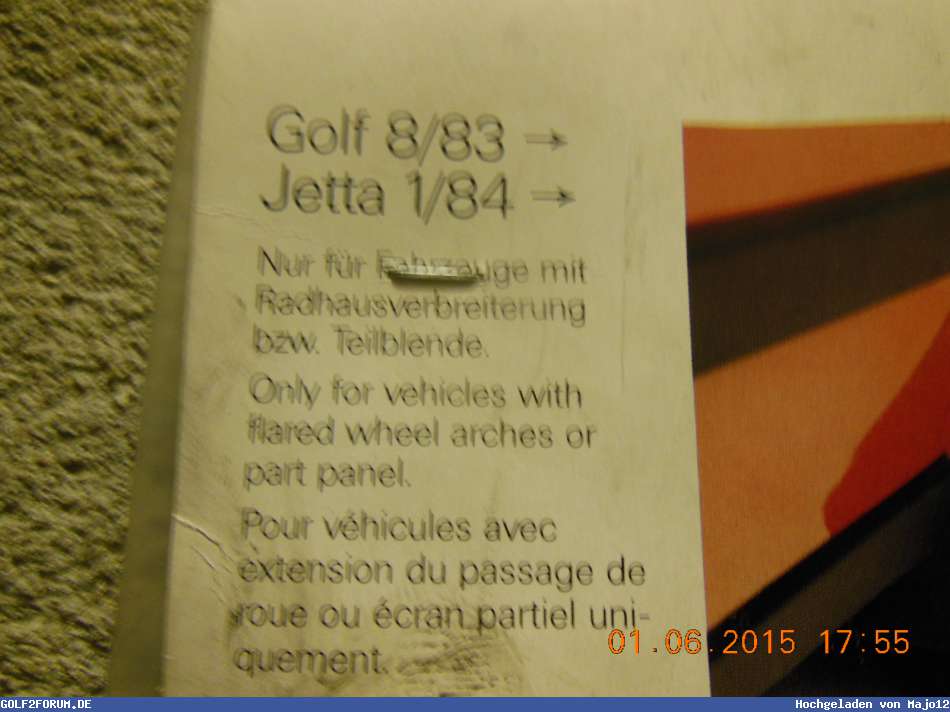 Golf 8/83 →
Jetta 1/84 →
Nur für Fahrzeuge mit
Radhausverbreiterung
bzw. Teilblende.
Only for vehicles with
flared wheel arches or
part panel.
Pour véhicules avec
extension du passage de
roue ou écran partiel uni-
quement.
01.06.2015 17:55
GOLF2FORUM.DE
Hochgeladen von Majo12